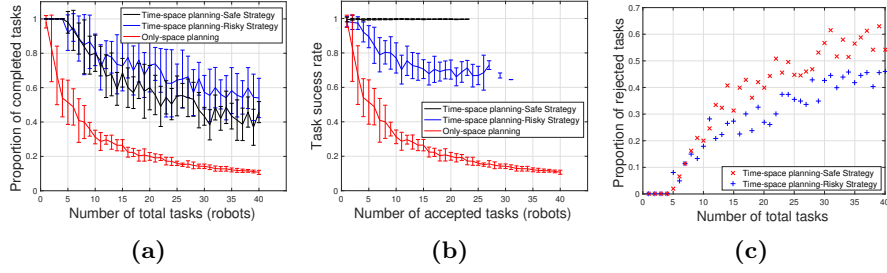 1
0.8
0.6
0.4
0.2
0
Proportion of completed tasks
0 5 10 15 20 25 30 35 40
Number of total tasks (robots)
Time-space planning-Safe Strategy
Time-space planning-Risky Strategy
Only-space planning
(a)
1
0.8
0.6
0.4
0.2
0
Task sucess rate
0 5 10 15 20 25 30 35 40
Number of accepted tasks (robots)
Time-space planning-Safe Strategy
Time-space planning-Risky Strategy
Only-space planning
(b)
0.7
0.6
0.5
0.4
0.3
0.2
0.1
0
Proportion of rejected tasks
0 5 10 15 20 25 30 35 40
Number of total tasks
Time-space planning-Safe Strategy
Time-space planning-Risky Strategy
(c)